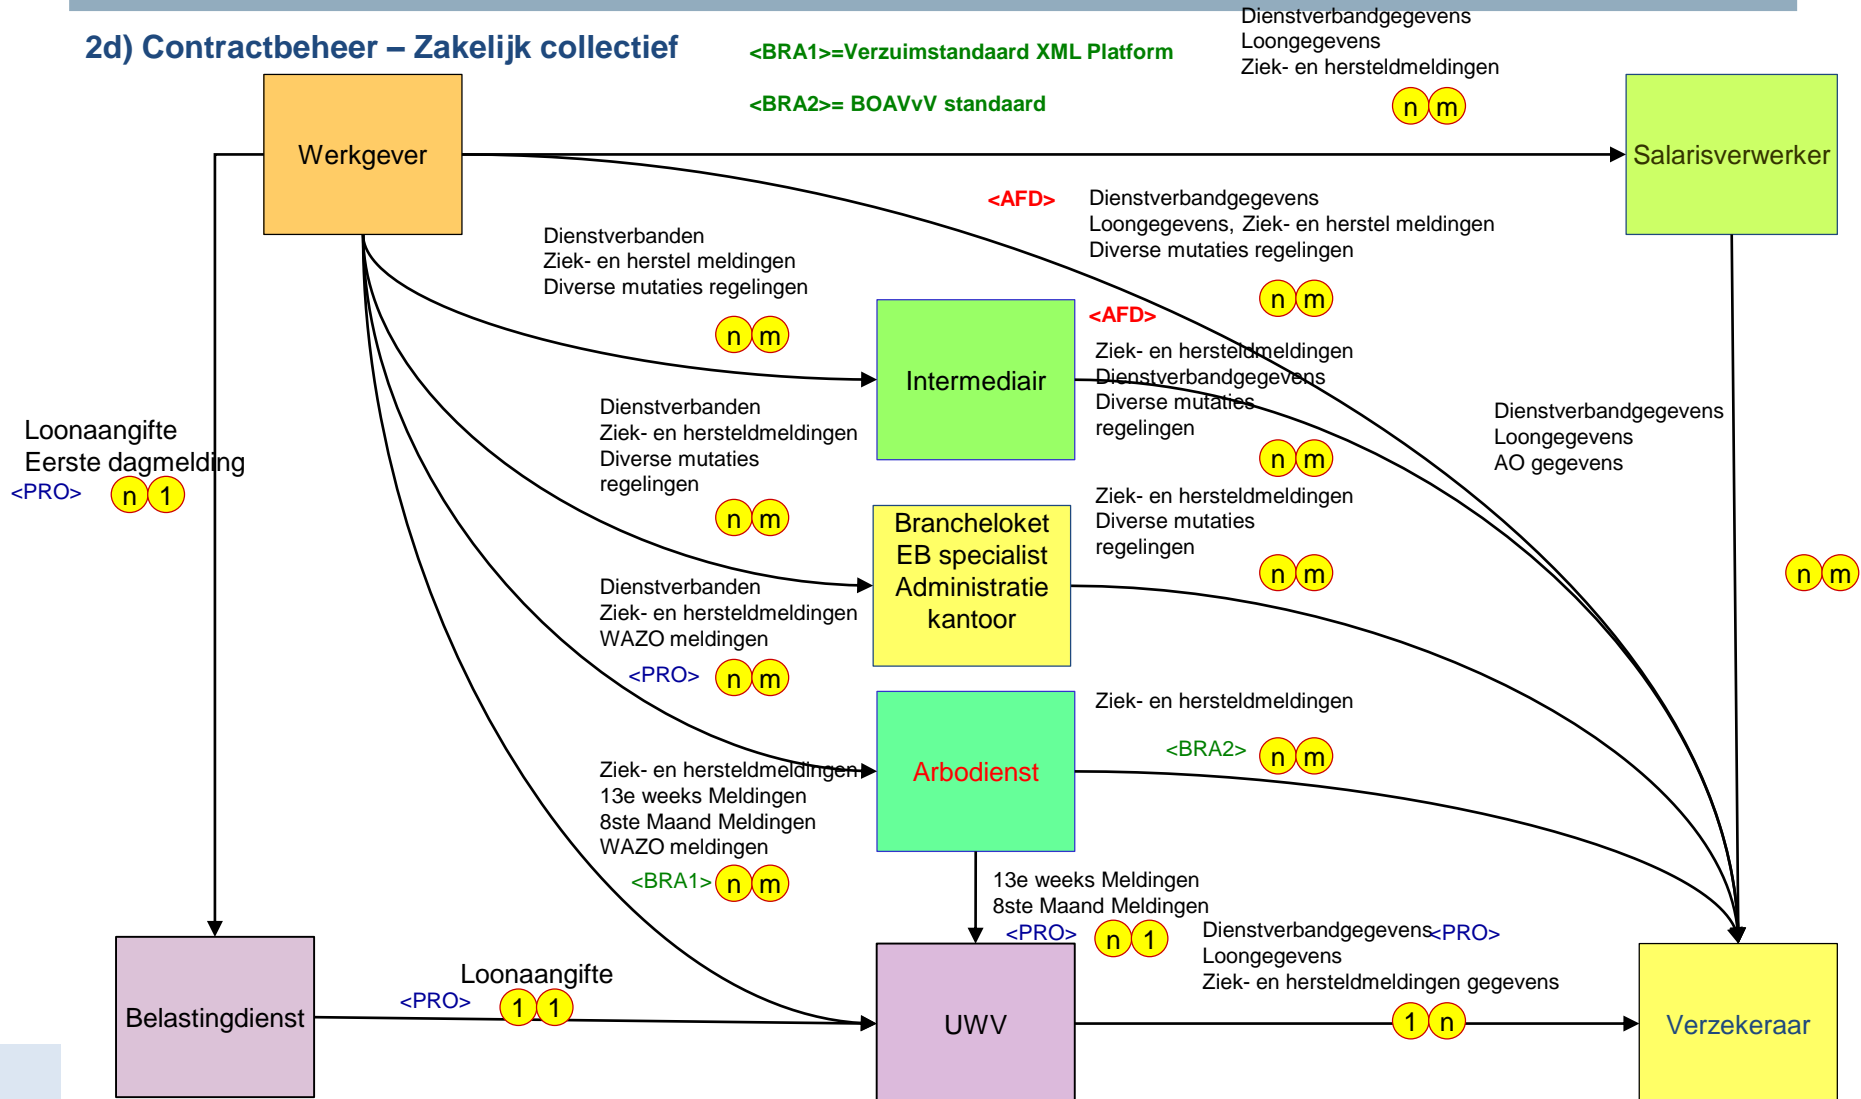 Dienstverbandgegevens
Loongegevens
Ziek- en hersteldmeldingen
n m
2d) Contractbeheer – Zakelijk collectief
<BRA1>=Verzuimstandaard XML Platform
<BRA2>= BOAVvV standaard
Werkgever
Salarisverwerker
<AFD>
Dienstverbandgegevens
Loongegevens, Ziek- en herstel meldingen
Diverse mutaties regelingen
n m
Dienstverbanden
Ziek- en herstel meldingen
Diverse mutaties regelingen
n m
<AFD>
Intermediair
Ziek- en hersteldmeldingen
Dienstverbandgegevens
Diverse mutaties
regelingen
n m
Dienstverbandgegevens
Loongegevens
AO gegevens
n m
Loonaangifte
Eerste dagmelding
<PRO> n 1
Dienstverbanden
Ziek- en hersteldmeldingen
Diverse mutaties
regelingen
n m
Brancheloket
EB specialist
Administratie
kantoor
Ziek- en hersteldmeldingen
Diverse mutaties
regelingen
n m
Dienstverbanden
Ziek- en hersteldmeldingen
WAZO meldingen
<PRO> n m
Arbodienst
Ziek- en hersteldmeldingen
<BRA2> n m
Ziek- en hersteldmeldingen
13e weeks Meldingen
8ste Maand Meldingen
WAZO meldingen
<BRA1> n m
13e weeks Meldingen
8ste Maand Meldingen
<PRO> n 1
Dienstverbandgegevens <PRO>
Loongegevens
Ziek- en hersteldmeldingen gegevens
1 n
Belastingdienst
Loonaangifte
<PRO> 1 1
UWV
Verzekeraar